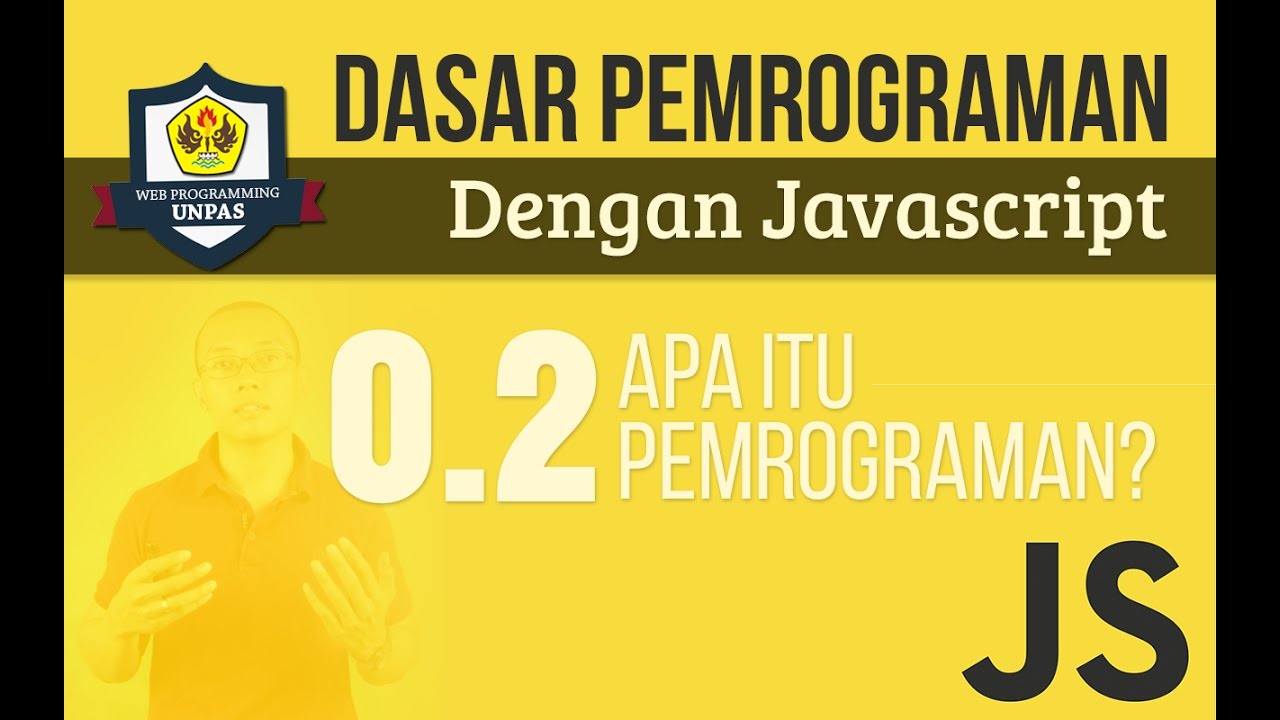 DASAR PEMROGRAMAN
Dengan Javascript
WEB PROGRAMMING
UNPAS
0.2 APA ITU
PEMROGRAMAN?
JS